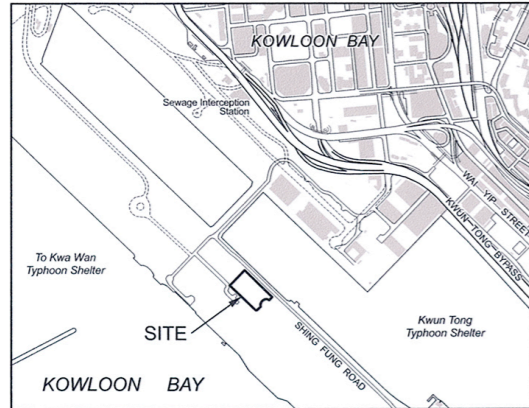 KOWLOON BAY
Sewage Interception
Station
WAI YIP STREET
KWUN TONG BYPASS
To Kwa Wan
Typhoon Shelter
Kwun Tong
Typhoon Shelter
SITE
SHING FUNG ROAD
KOWLOON BAY